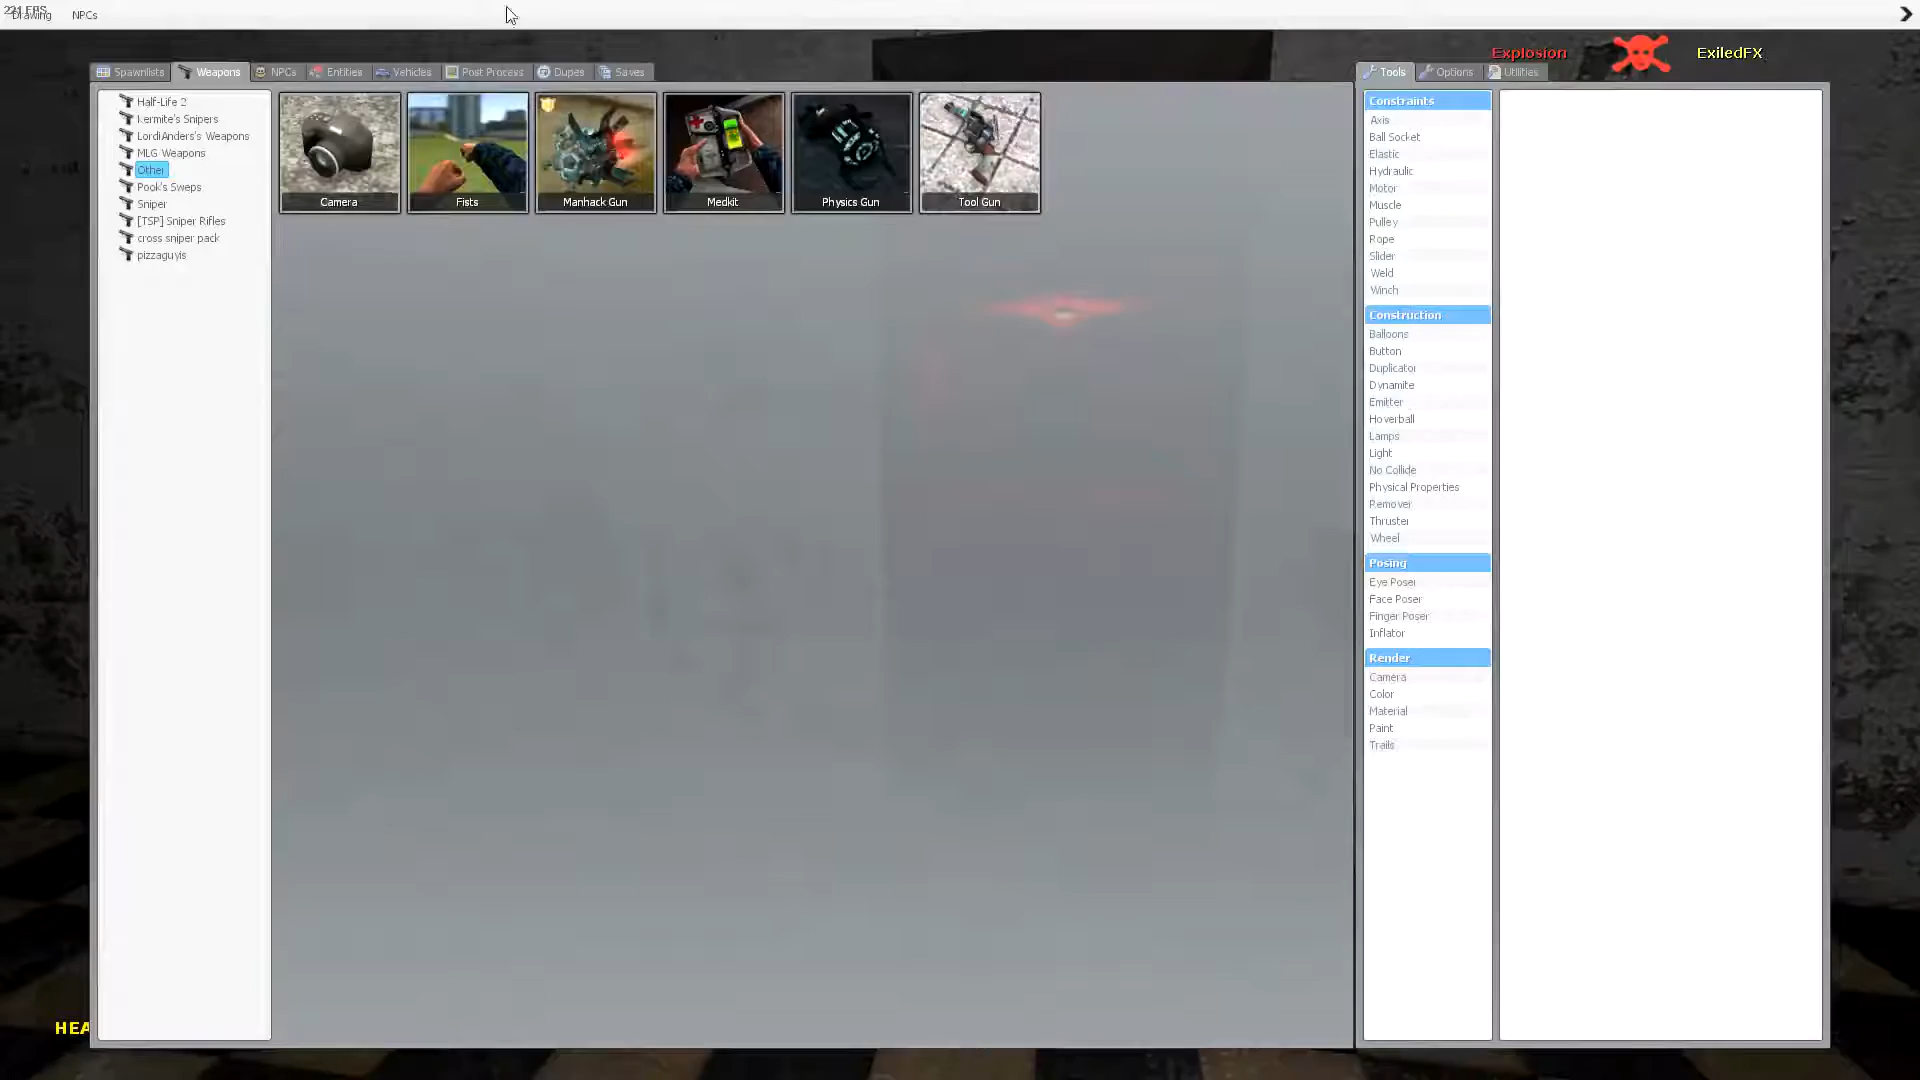 221 FPS
Drawing NPCs
Explosion ExiledFX
Spawnlists Weapons NPCs Entities Vehicles Post Process Dupes Saves
Tools Options Utilities
Half-Life 2
kermite's Snipers
LordiAnders's Weapons
MLG Weapons
Other
Pook's Sweps
Sniper
[TSP] Sniper Rifles
cross sniper pack
pizzaguyis
Camera
Fists
Manhack Gun
Medkit
Physics Gun
Tool Gun
Constraints
Axis
Ball Socket
Elastic
Hydraulic
Motor
Muscle
Pulley
Rope
Slider
Weld
Winch
Construction
Balloons
Button
Duplicator
Dynamite
Emitter
Hoverball
Lamps
Light
No Collide
Physical Properties
Remover
Thruster
Wheel
Posing
Eye Poser
Face Poser
Finger Poser
Inflator
Render
Camera
Color
Material
Paint
Trails
HEA